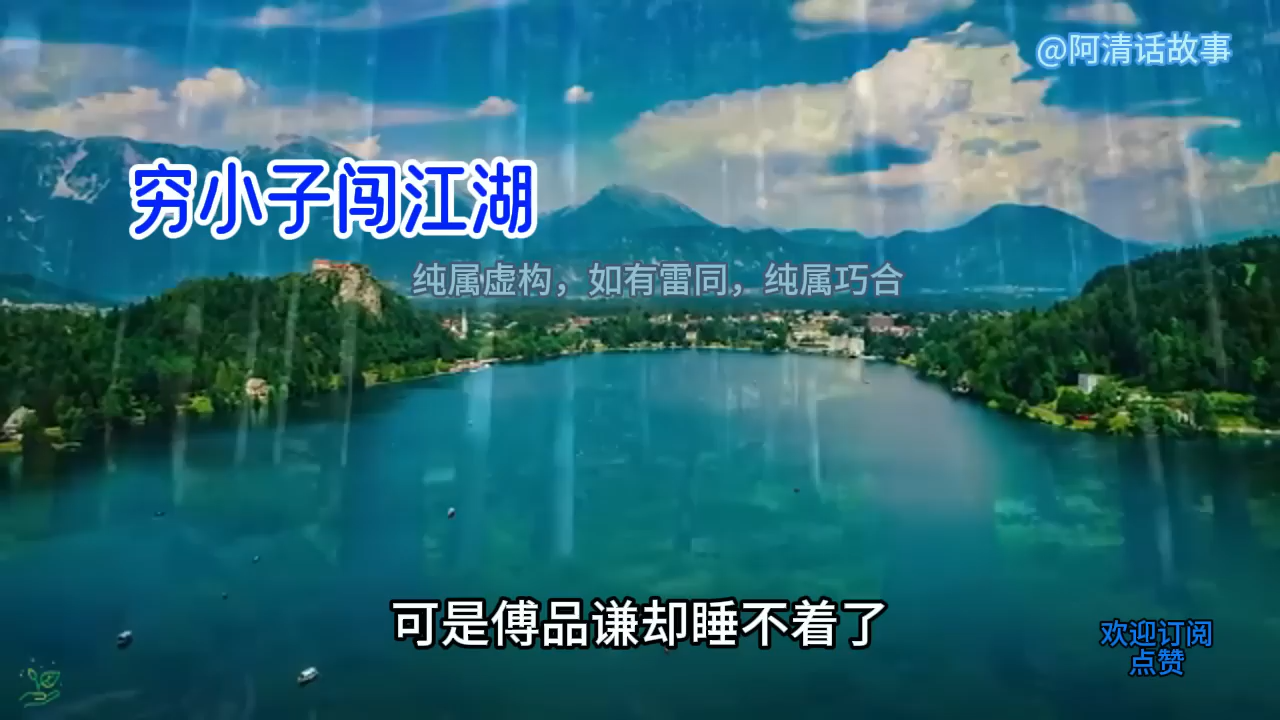 @阿清话故事
穷小子闯江湖
纯属虚构，如有雷同，纯属巧合
可是傅品谦却睡不着了
欢迎订阅
点赞